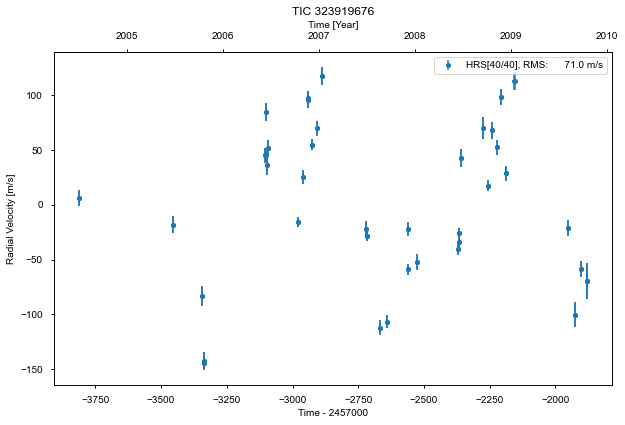 TIC 323919676
Time [Year]
2005 2006 2007 2008 2009 2010
HRS[40/40], RMS: 71.0 m/s
100
50
0
−50
−100
−150
Radial Velocity [m/s]
−3750 −3500 −3250 −3000 −2750 −2500 −2250 −2000
Time - 2457000